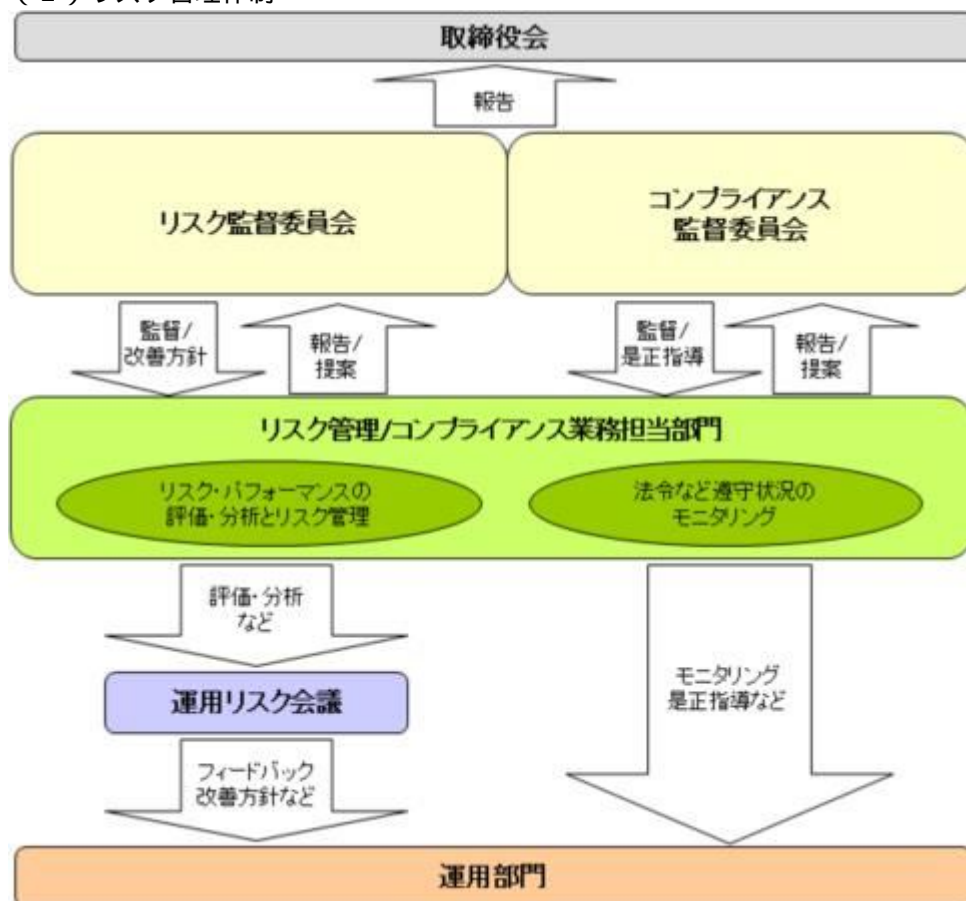 リスク管理体制
取締役会
報告
リスク監督委員会
コンプライアンス
監督委員会
監督/
改善方針
報告/
提案
監督/
是正指導
報告/
提案
リスク管理/コンプライアンス業務担当部門
リスク・パフォーマンスの
評価・分析とリスク管理
法令など遵守状況の
モニタリング
評価・分析
など
運用リスク会議
モニタリング
是正指導など
フィードバック
改善方針など
運用部門